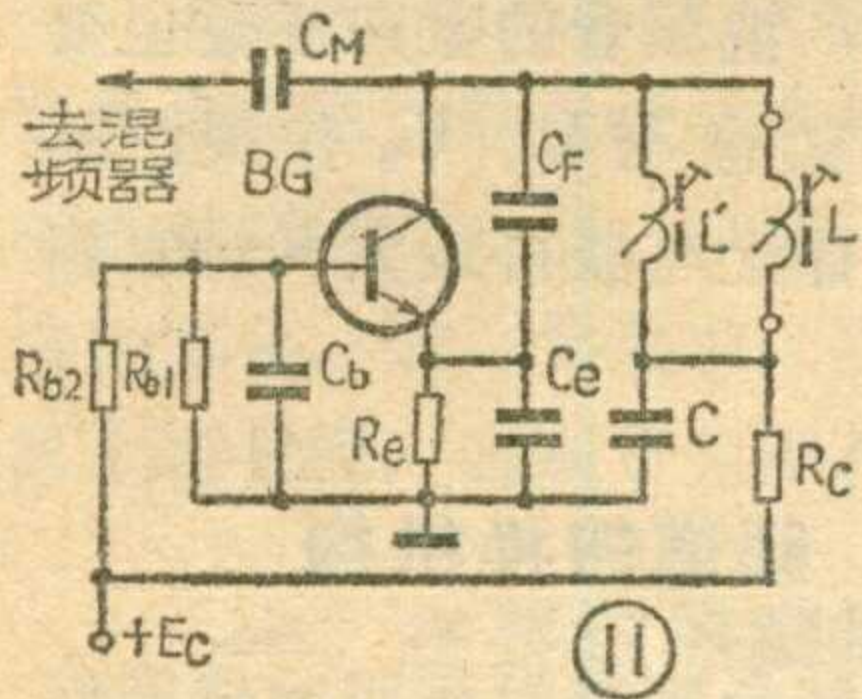 CM
去混
频器
BG
CF
L'
L
Rb2
Rb1
Cb
Re
Ce
C
RC
+EC
11